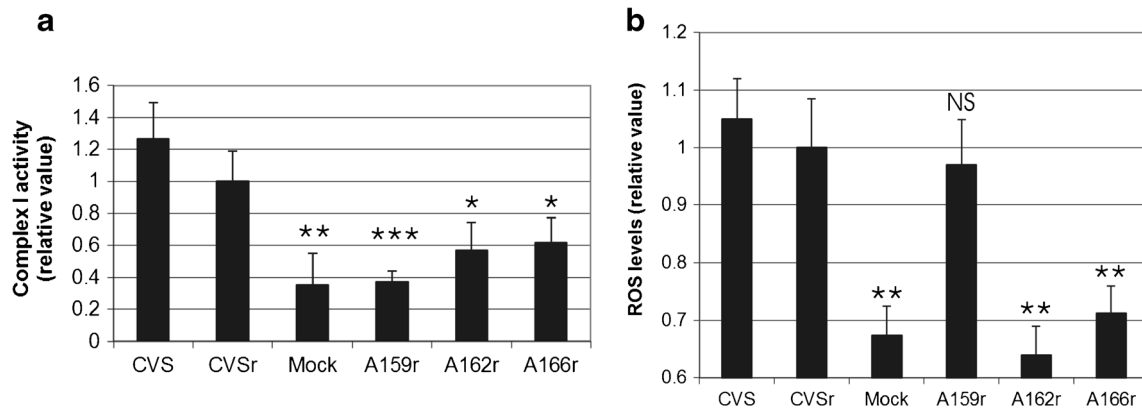 a
Complex I activity
(relative value)
1.6
1.4
1.2
1
0.8
0.6
0.4
0.2
0
**
***
*
*
CVS CVSr Mock A159r A162r A166r
b
ROS levels (relative value)
1.2
1.1
1
0.9
0.8
0.7
0.6
NS
**
**
**
CVS CVSr Mock A159r A162r A166r